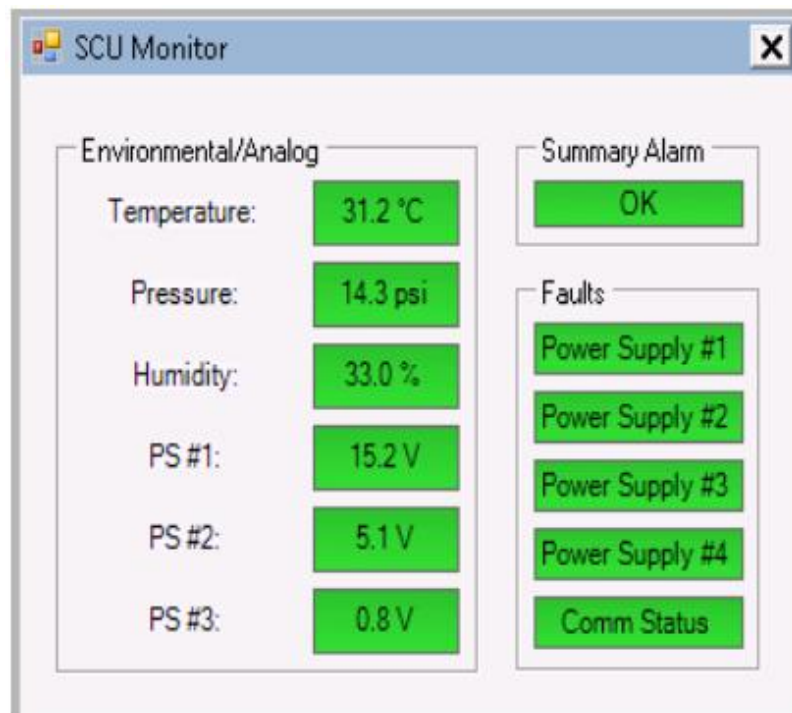 SCU Monitor
Environmental/Analog
Temperature: 31.2 °C
Pressure: 14.3 psi
Humidity: 33.0 %
PS #1: 15.2 V
PS #2: 5.1 V
PS #3: 0.8 V
Summary Alarm
OK
Faults
Power Supply #1
Power Supply #2
Power Supply #3
Power Supply #4
Comm Status